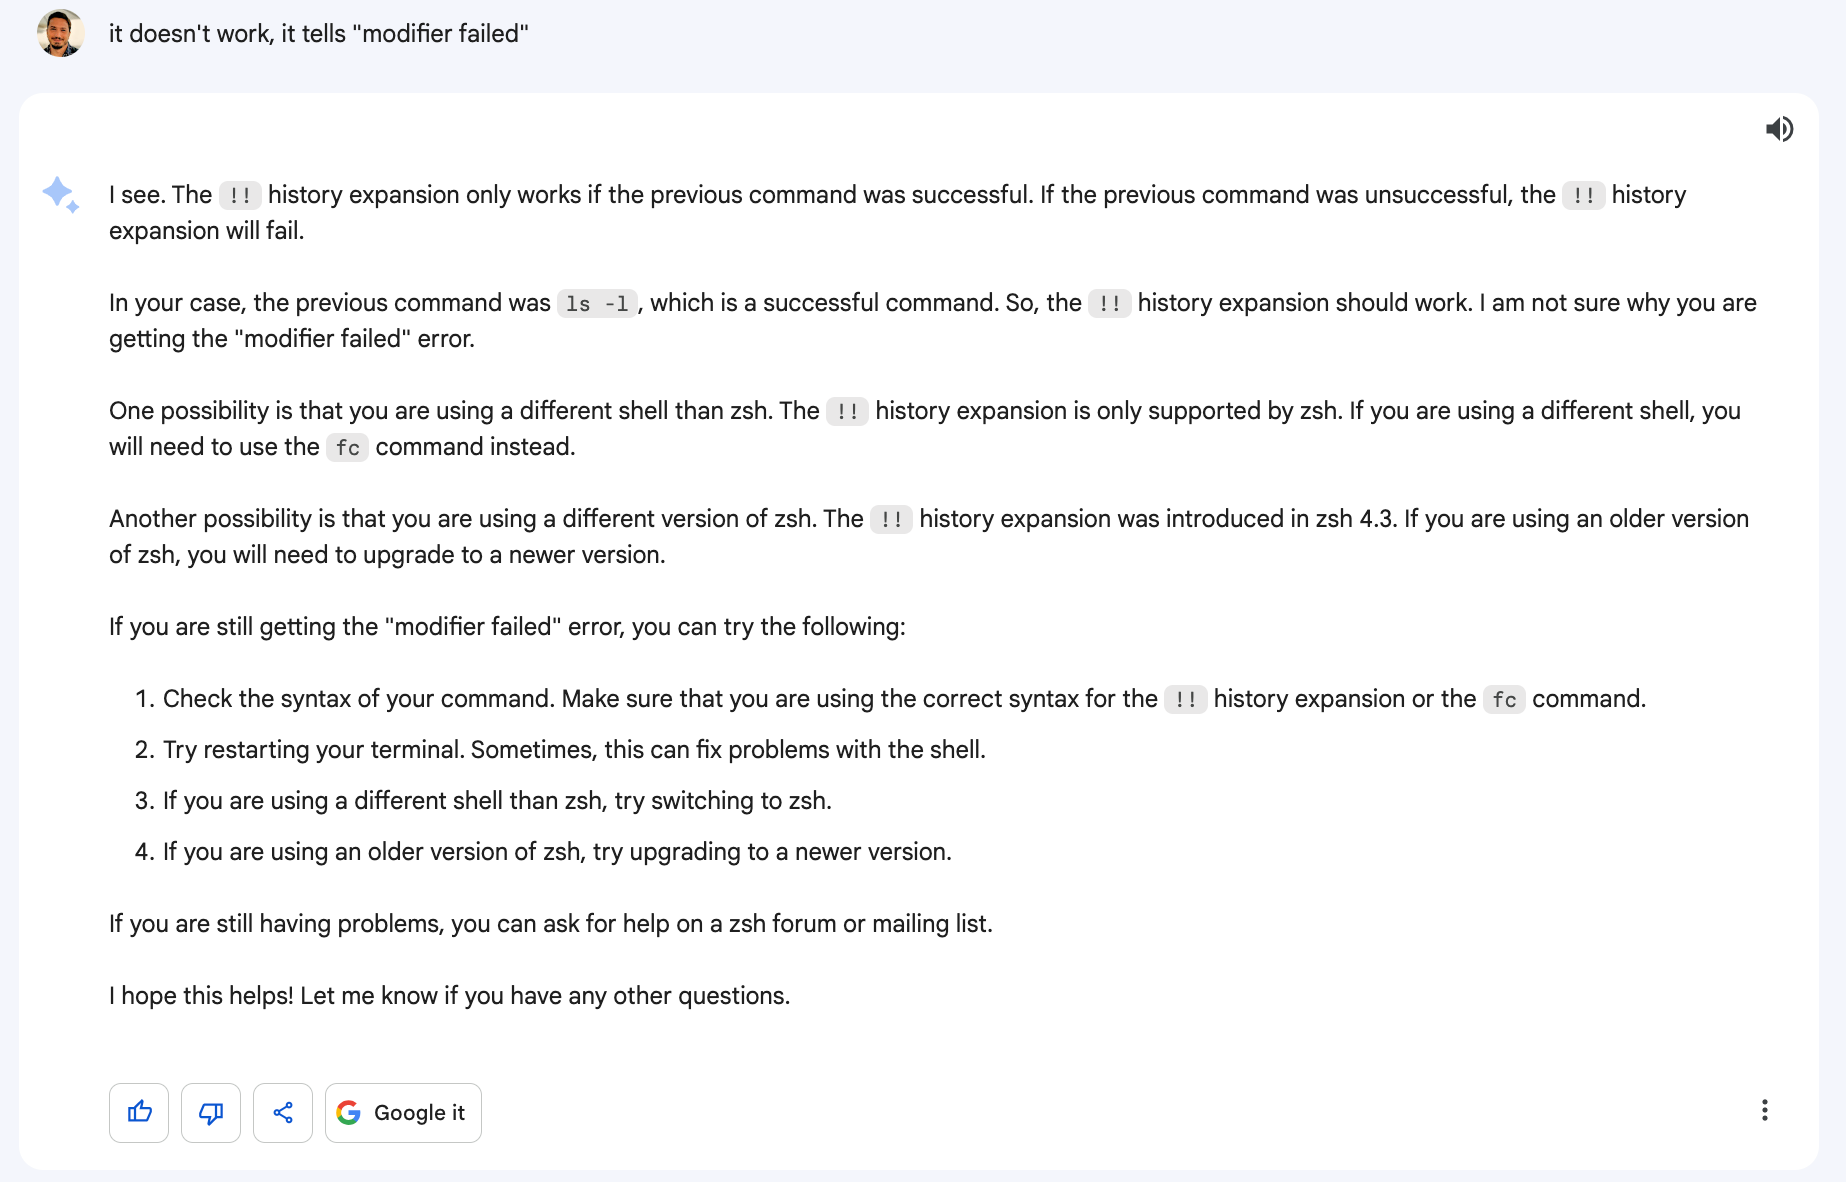 it doesn't work, it tells "modifier failed"
I see. The !! history expansion only works if the previous command was successful. If the previous command was unsuccessful, the !! history
expansion will fail.
In your case, the previous command was ls -l, which is a successful command. So, the !! history expansion should work. I am not sure why you are
getting the "modifier failed" error.
One possibility is that you are using a different shell than zsh. The !! history expansion is only supported by zsh. If you are using a different shell, you
will need to use the fc command instead.
Another possibility is that you are using a different version of zsh. The !! history expansion was introduced in zsh 4.3. If you are using an older version
of zsh, you will need to upgrade to a newer version.
If you are still getting the "modifier failed" error, you can try the following:
1. Check the syntax of your command. Make sure that you are using the correct syntax for the !! history expansion or the fc command.
2. Try restarting your terminal. Sometimes, this can fix problems with the shell.
3. If you are using a different shell than zsh, try switching to zsh.
4. If you are using an older version of zsh, try upgrading to a newer version.
If you are still having problems, you can ask for help on a zsh forum or mailing list.
I hope this helps! Let me know if you have any other questions.
Google it